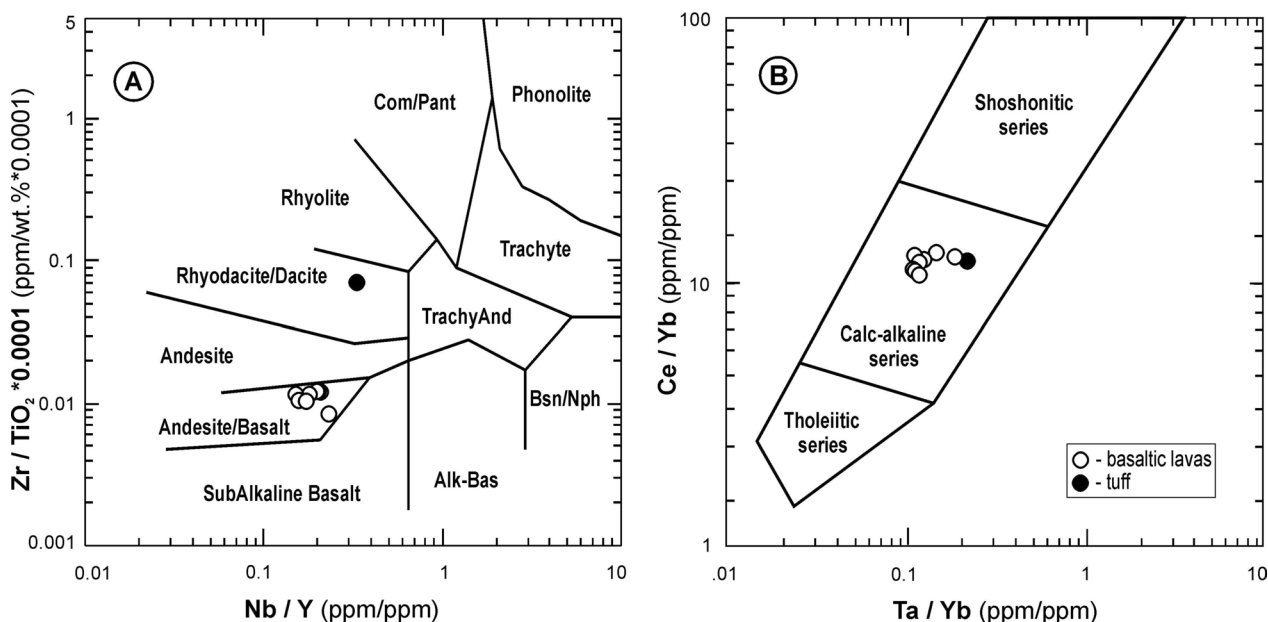 A
5
1
0.1
0.01
0.001
Zr / TiO₂ *0.0001 (ppm/wt.%*0.0001)
Com/Pant
Phonolite
Rhyolite
Trachyte
Rhyodacite/Dacite
TrachyAnd
Andesite
Bsn/Nph
Andesite/Basalt
SubAlkaline Basalt
Alk-Bas
0.01
0.1
1
10
Nb / Y (ppm/ppm)
B
100
10
1
Ce / Yb (ppm/ppm)
Shoshonitic
series
Calc-alkaline
series
Tholeiitic
series
- basaltic lavas
- tuff
.01
0.1
1
10
Ta / Yb (ppm/ppm)